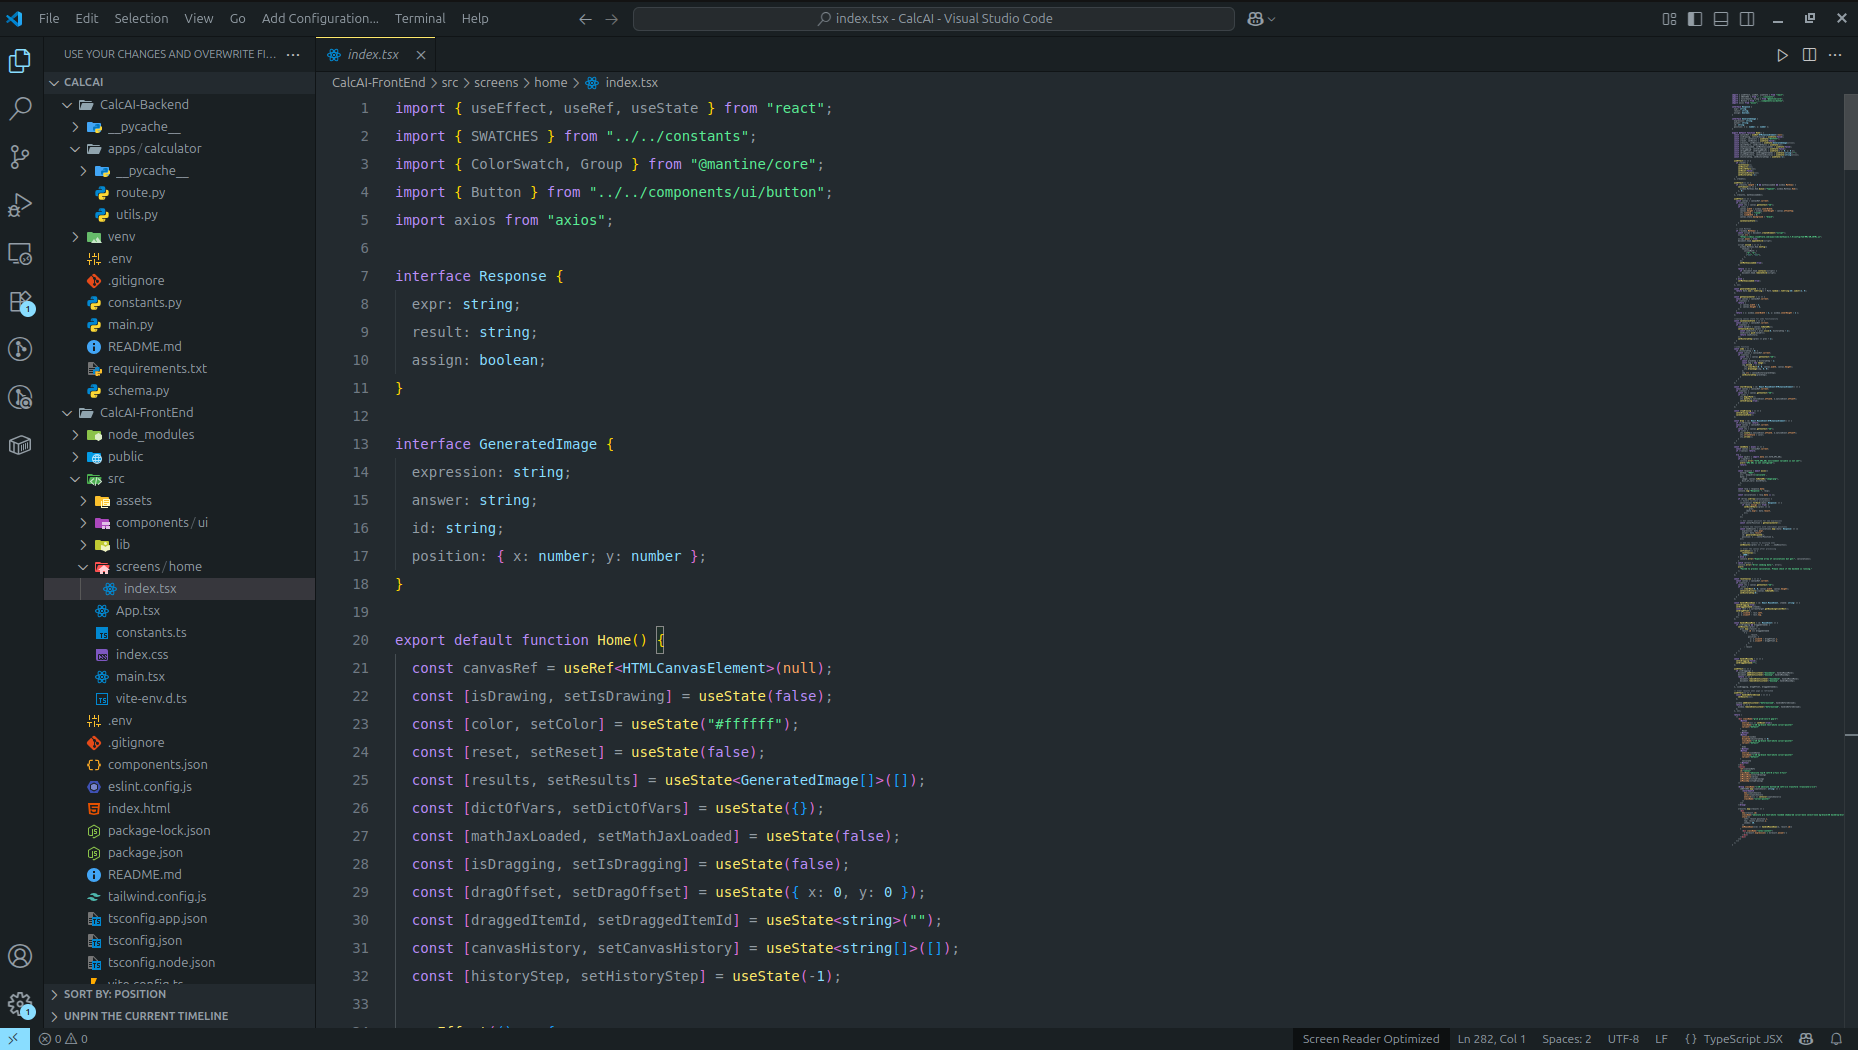 File Edit Selection View Go Add Configuration... Terminal Help
index.tsx - CalcAI - Visual Studio Code
USE YOUR CHANGES AND OVERWRITE FI...
CALCAI
CalcAI-Backend
__pycache__
apps / calculator
__pycache__
route.py
utils.py
venv
.env
.gitignore
constants.py
main.py
README.md
requirements.txt
schema.py
CalcAI-FrontEnd
node_modules
public
src
assets
components / ui
lib
screens / home
index.tsx
App.tsx
constants.ts
index.css
main.tsx
vite-env.d.ts
.env
.gitignore
components.json
eslint.config.js
index.html
package-lock.json
package.json
README.md
tailwind.config.js
tsconfig.app.json
tsconfig.json
tsconfig.node.json
vite.config.ts
SORT BY: POSITION
UNPIN THE CURRENT TIMELINE
1
1
index.tsx
CalcAI-FrontEnd > src > screens > home > index.tsx
1 import { useEffect, useRef, useState } from "react";
2 import { SWATCHES } from "../../constants";
3 import { ColorSwatch, Group } from "@mantine/core";
4 import { Button } from "../../components/ui/button";
5 import axios from "axios";
6
7 interface Response {
8 expr: string;
9 result: string;
10 assign: boolean;
11 }
12
13 interface GeneratedImage {
14 expression: string;
15 answer: string;
16 id: string;
17 position: { x: number; y: number };
18 }
19
20 export default function Home() {
21 const canvasRef = useRef<HTMLCanvasElement>(null);
22 const [isDrawing, setIsDrawing] = useState(false);
23 const [color, setColor] = useState("#ffffff");
24 const [reset, setReset] = useState(false);
25 const [results, setResults] = useState<GeneratedImage[]>([]);
26 const [dictOfVars, setDictOfVars] = useState({});
27 const [mathJaxLoaded, setMathJaxLoaded] = useState(false);
28 const [isDragging, setIsDragging] = useState(false);
29 const [dragOffset, setDragOffset] = useState({ x: 0, y: 0 });
30 const [draggedItemId, setDraggedItemId] = useState<string>("");
31 const [canvasHistory, setCanvasHistory] = useState<string[]>([]);
32 const [historyStep, setHistoryStep] = useState(-1);
33
0 0
Screen Reader Optimized Ln 282, Col 1 Spaces: 2 UTF-8 LF {} TypeScript JSX